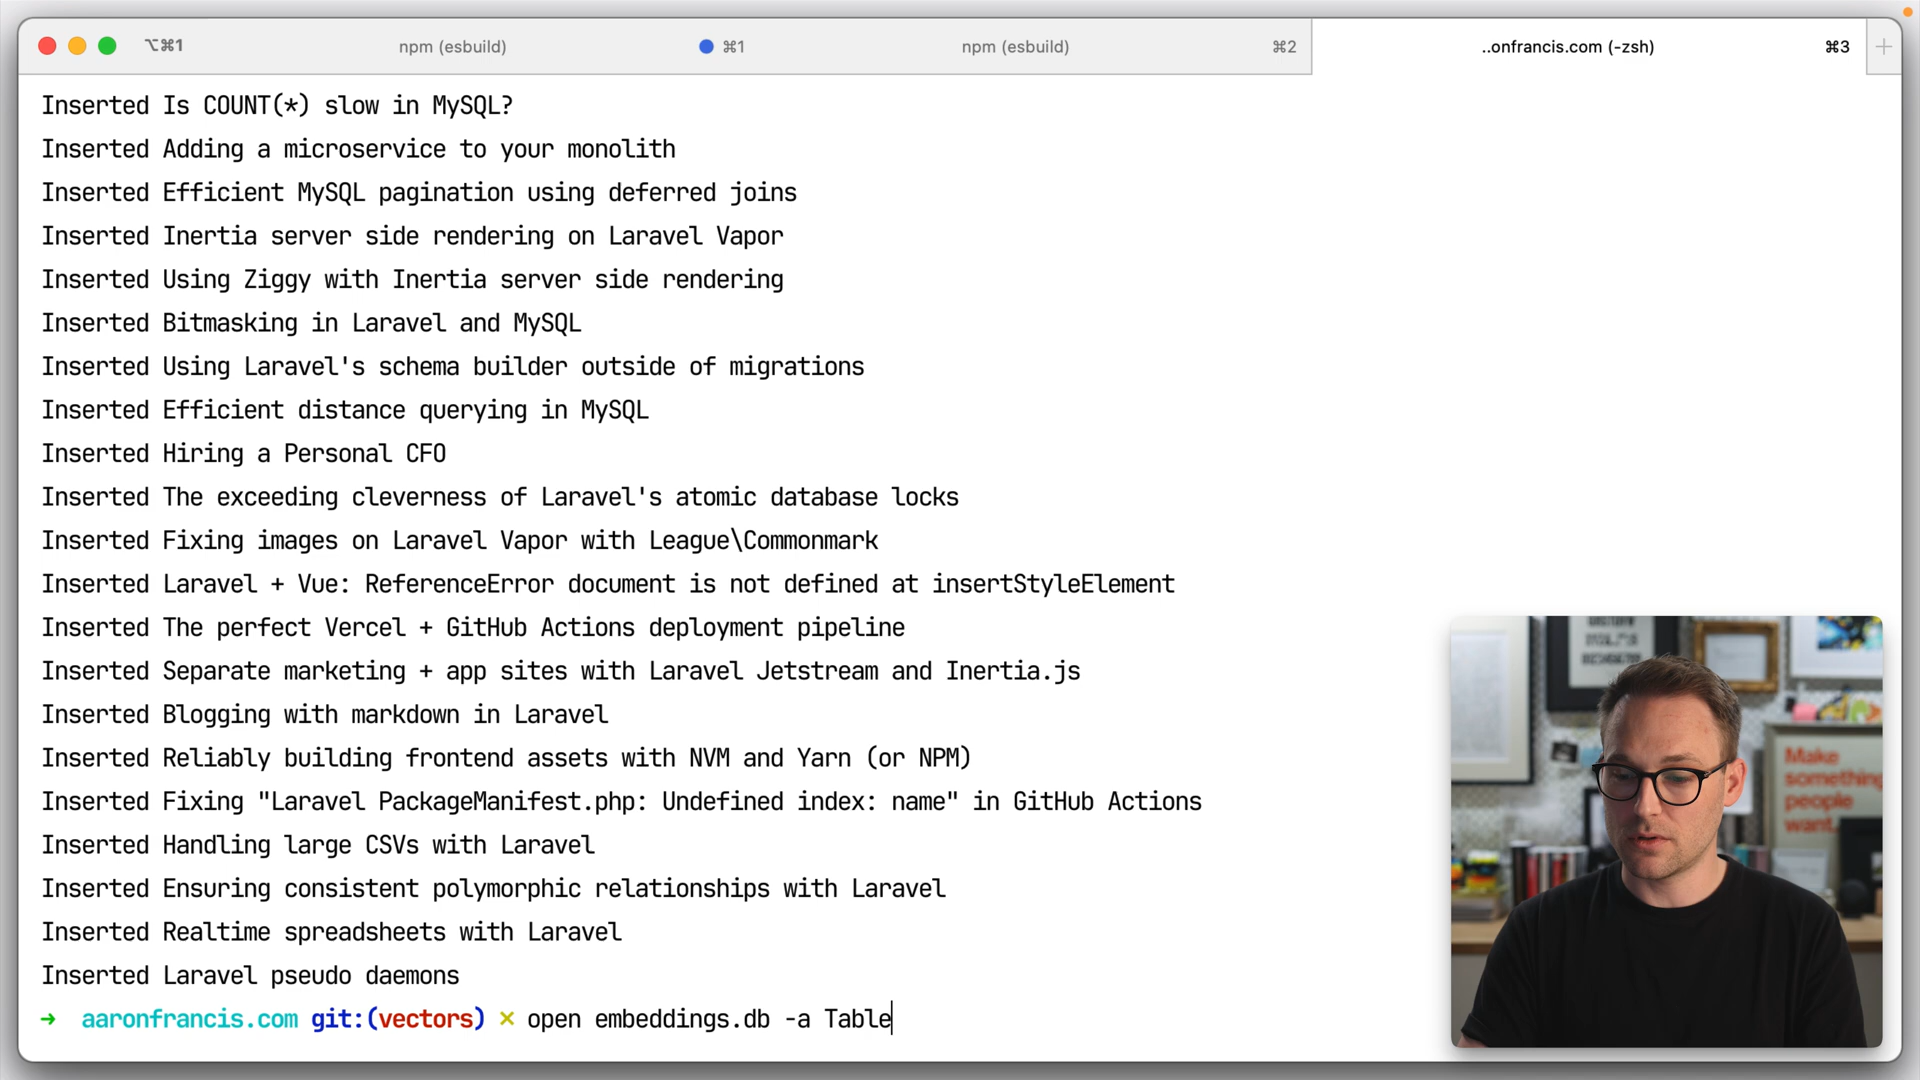 ⌥⌘1
npm (esbuild)
⌘1
npm (esbuild)
⌘2
..onfrancis.com (-zsh)
⌘3
Inserted Is COUNT(*) slow in MySQL?
Inserted Adding a microservice to your monolith
Inserted Efficient MySQL pagination using deferred joins
Inserted Inertia server side rendering on Laravel Vapor
Inserted Using Ziggy with Inertia server side rendering
Inserted Bitmasking in Laravel and MySQL
Inserted Using Laravel's schema builder outside of migrations
Inserted Efficient distance querying in MySQL
Inserted Hiring a Personal CFO
Inserted The exceeding cleverness of Laravel's atomic database locks
Inserted Fixing images on Laravel Vapor with League\Commonmark
Inserted Laravel + Vue: ReferenceError document is not defined at insertStyleElement
Inserted The perfect Vercel + GitHub Actions deployment pipeline
Inserted Separate marketing + app sites with Laravel Jetstream and Inertia.js
Inserted Blogging with markdown in Laravel
Inserted Reliably building frontend assets with NVM and Yarn (or NPM)
Inserted Fixing "Laravel PackageManifest.php: Undefined index: name" in GitHub Actions
Inserted Handling large CSVs with Laravel
Inserted Ensuring consistent polymorphic relationships with Laravel
Inserted Realtime spreadsheets with Laravel
Inserted Laravel pseudo daemons
➜ aaronfrancis.com git:(vectors) ✗ open embeddings.db -a Table
Make
something
people
want.